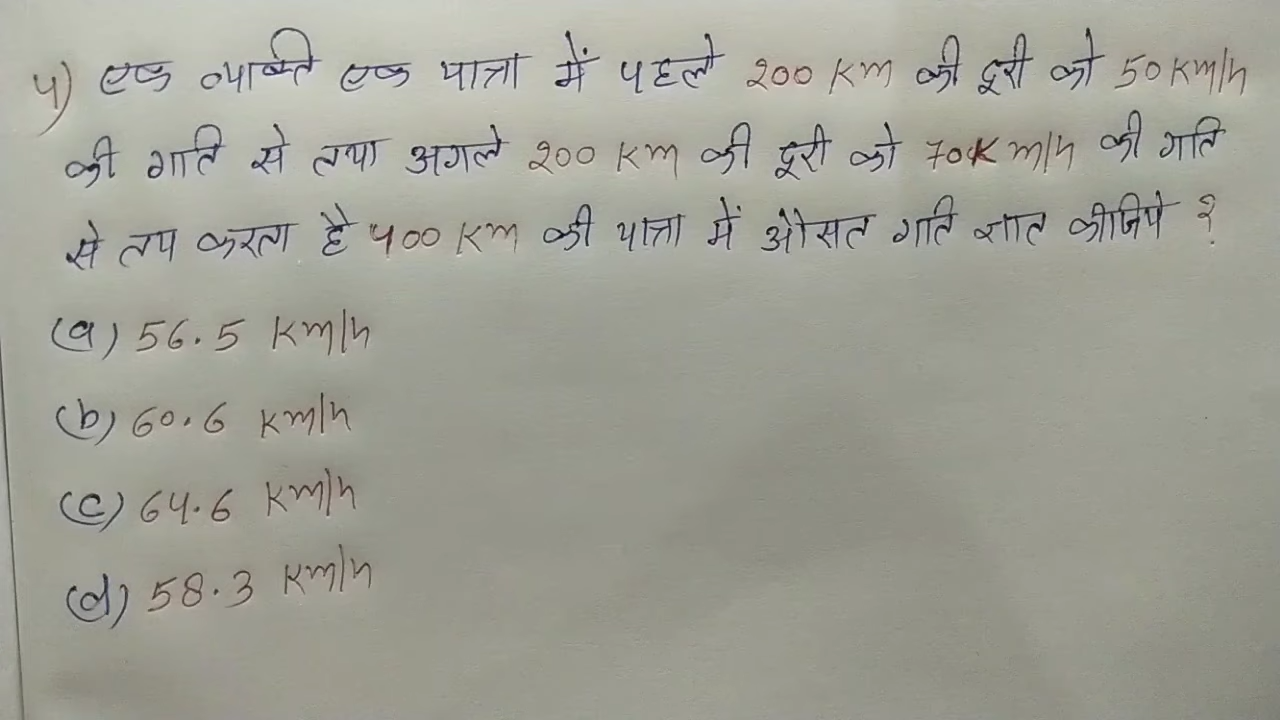 4) एक व्यक्ति एक यात्रा में पहले 200 Km की दूरी को 50 Km/h
की गति से तथा अगले 200 Km की दूरी को 70 Km/h की गति
से तय करता है 400 Km की यात्रा में औसत गति ज्ञात कीजिये ?
(a) 56.5 Km/h
(b) 60.6 Km/h
(c) 64.6 Km/h
(d) 58.3 Km/h